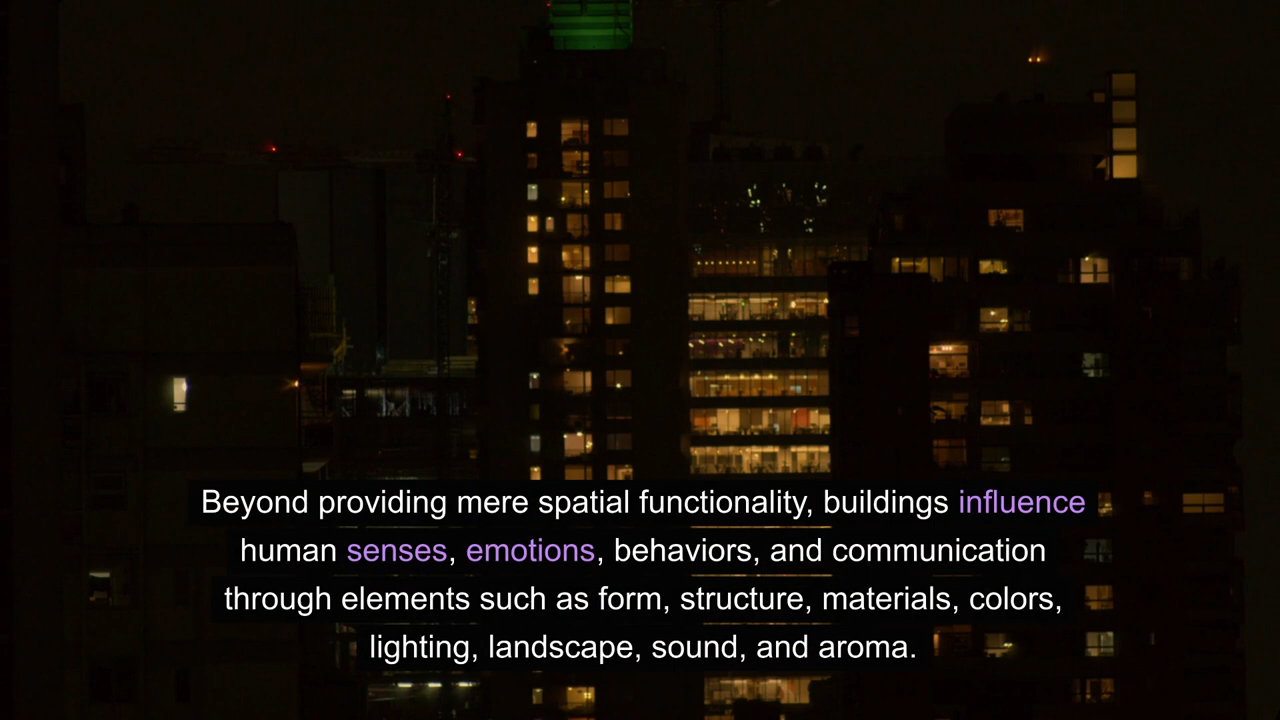 Beyond providing mere spatial functionality, buildings influence
human senses, emotions, behaviors, and communication
through elements such as form, structure, materials, colors,
lighting, landscape, sound, and aroma.